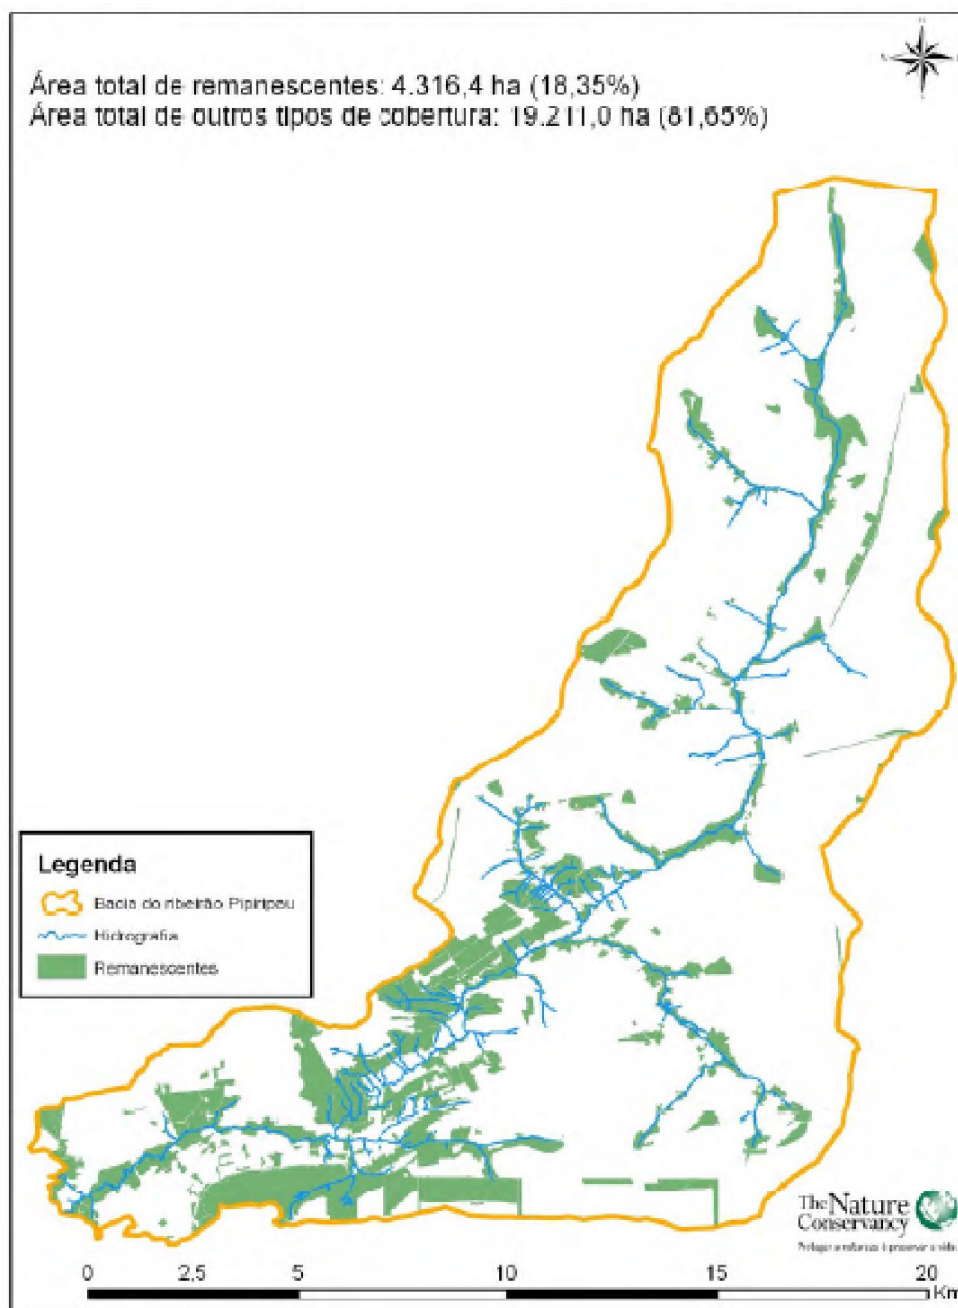 Área total de remanescentes: 4.316,4 ha (18,35%)
Área total de outros tipos de cobertura: 19.211,0 ha (81,65%)
Legenda
Bacia do ribeirão Pipiripau
Hidrografia
Remanescentes
The Nature
Conservancy
0 2,5 5 10 15 20
Km